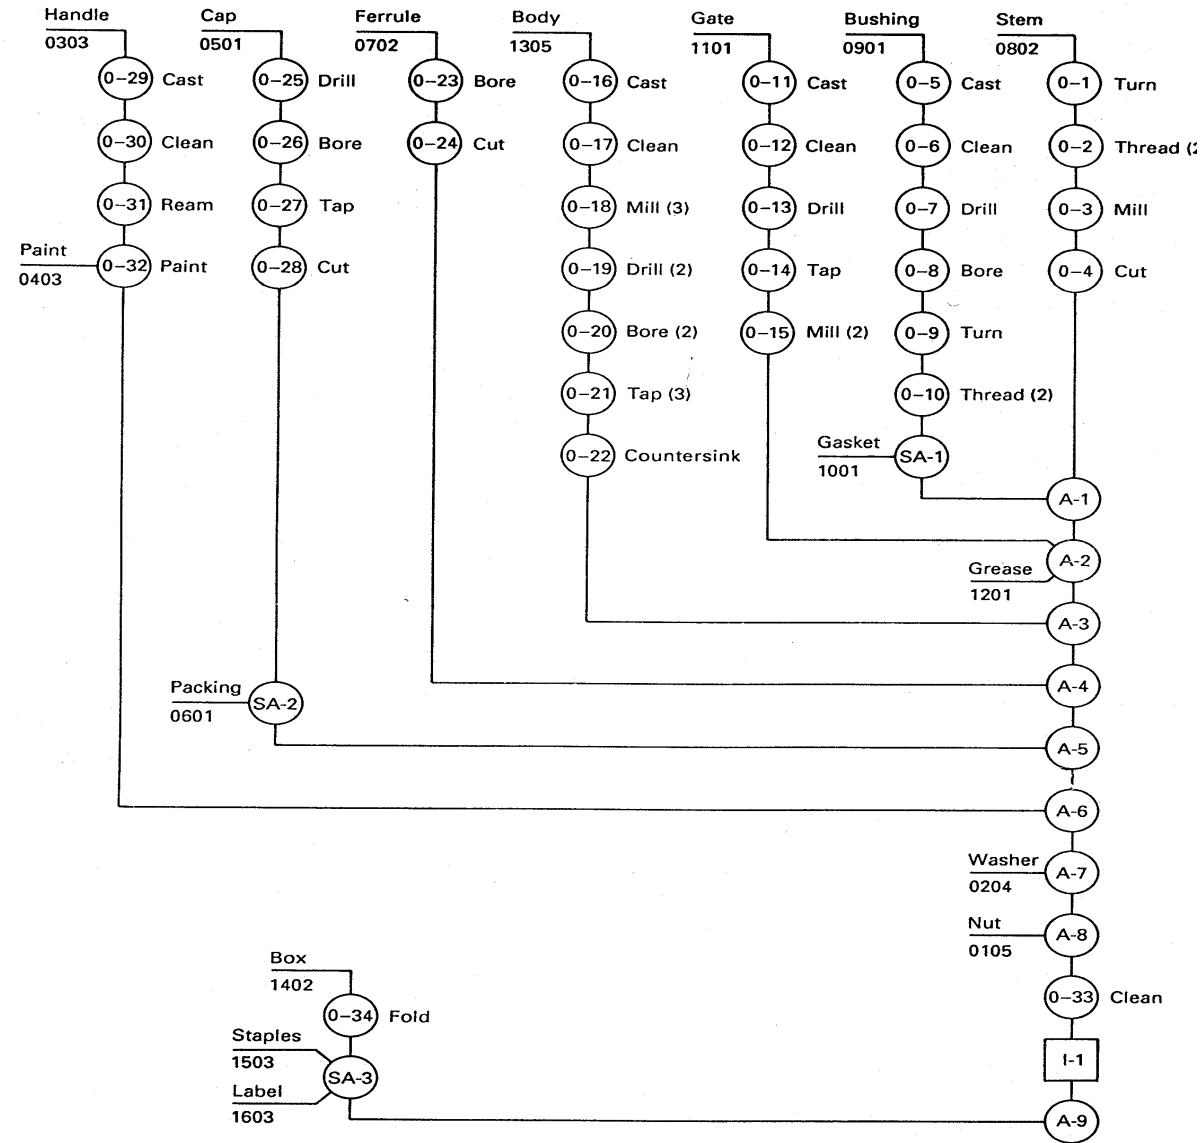 Handle
0303
Cap
0501
Ferrule
0702
Body
1305
Gate
1101
Bushing
0901
Stem
0802
0-29 Cast
0-25 Drill
0-23 Bore
0-16 Cast
0-11 Cast
0-5 Cast
0-1 Turn
0-30 Clean
0-26 Bore
0-24 Cut
0-17 Clean
0-12 Clean
0-6 Clean
0-2 Thread (2
0-31 Ream
0-27 Tap
0-18 Mill (3)
0-13 Drill
0-7 Drill
0-3 Mill
Paint
0403
0-32 Paint
0-28 Cut
0-19 Drill (2)
0-14 Tap
0-8 Bore
0-4 Cut
0-20 Bore (2)
0-15 Mill (2)
0-9 Turn
0-21 Tap (3)
0-10 Thread (2)
0-22 Countersink
Gasket
1001
SA-1
A-1
Grease
1201
A-2
A-3
A-4
Packing
0601
SA-2
A-5
A-6
Washer
0204
A-7
Nut
0105
A-8
0-33 Clean
I-1
Box
1402
0-34 Fold
Staples
1503
SA-3
Label
1603
A-9